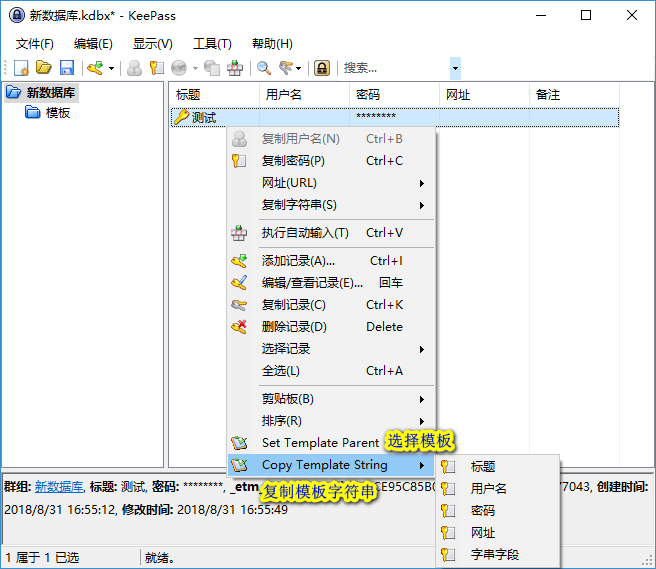 新数据库.kdbx* - KeePass
文件(F) 编辑(E) 显示(V) 工具(T) 帮助(H)
搜索...
新数据库
模板
标题 用户名 密码 网址 备注
测试 ********
复制用户名(N) Ctrl+B
复制密码(P) Ctrl+C
网址(URL)
复制字符串(S)
执行自动输入(T) Ctrl+V
添加记录(A)... Ctrl+I
编辑/查看记录(E)... 回车
复制记录(C) Ctrl+K
删除记录(D) Delete
选择记录
全选(L) Ctrl+A
剪贴板(B)
排序(R)
Set Template Parent 选择模板
Copy Template String
复制模板字符串
标题
用户名
密码
网址
字串字段
群组: 新数据库, 标题: 测试, 密码: ********, _etm CE95C85B 77043, 创建时间:
2018/8/31 16:55:12, 修改时间: 2018/8/31 16:55:49
1 属于 1 已选 就绪。